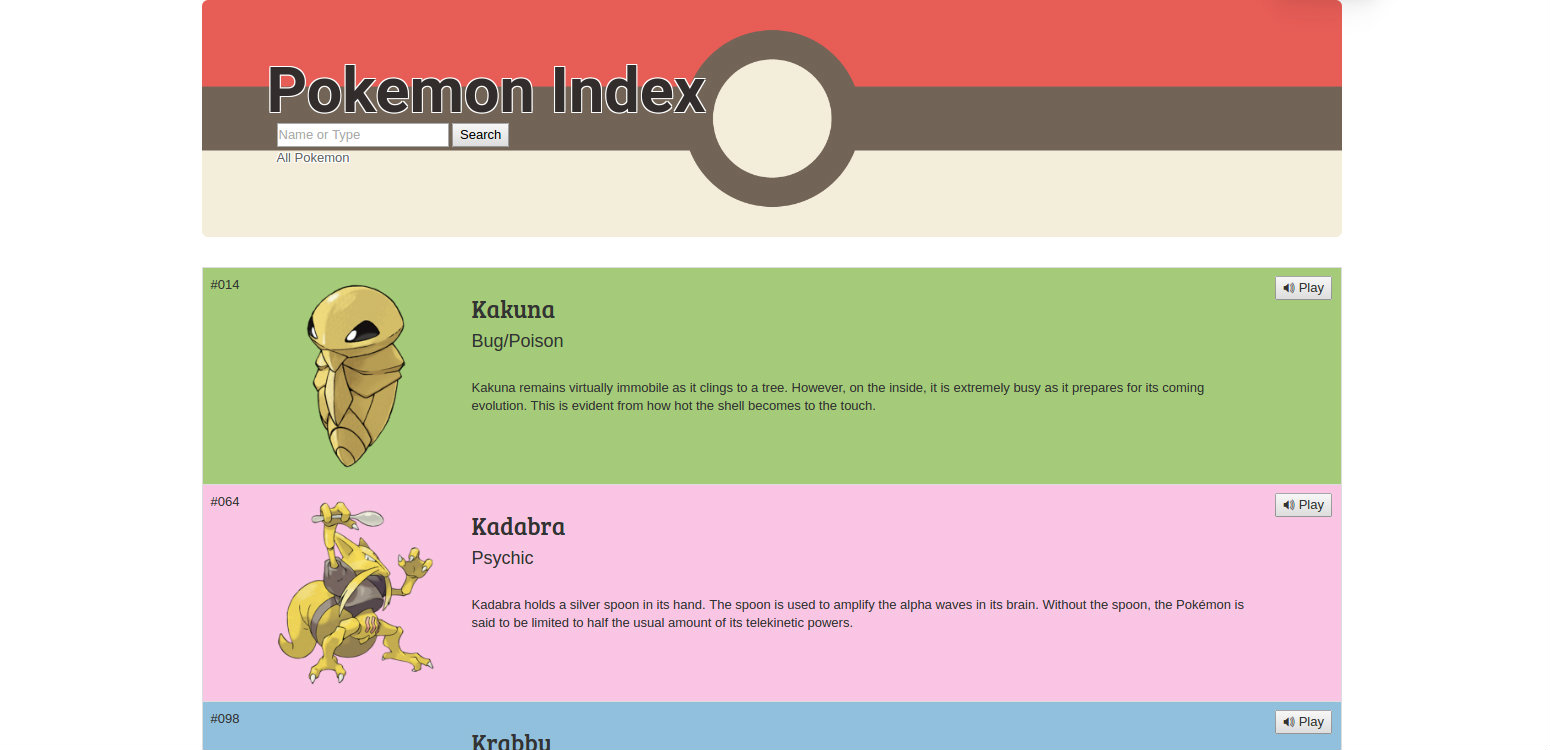 Pokemon Index
Name or Type Search
All Pokemon
#014
Play
Kakuna
Bug/Poison
Kakuna remains virtually immobile as it clings to a tree. However, on the inside, it is extremely busy as it prepares for its coming
evolution. This is evident from how hot the shell becomes to the touch.
#064
Play
Kadabra
Psychic
Kadabra holds a silver spoon in its hand. The spoon is used to amplify the alpha waves in its brain. Without the spoon, the Pokémon is
said to be limited to half the usual amount of its telekinetic powers.
#098
Play
Krabby